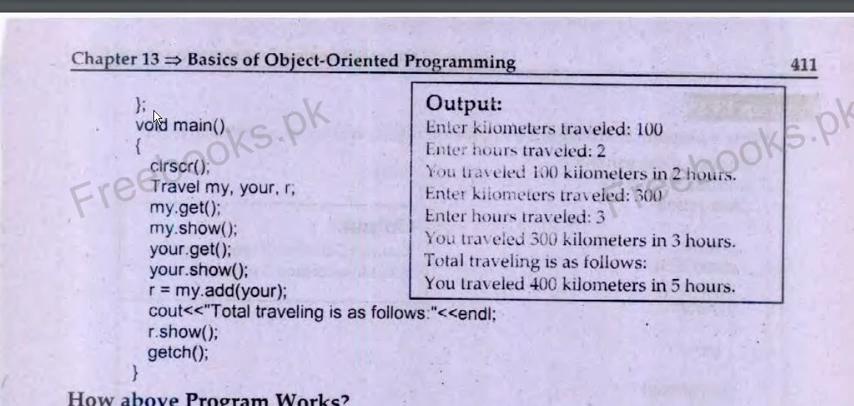 Chapter 13 ⇒ Basics of Object-Oriented Programming 411
};
void main()
{
clrscr();
Travel my, your, r;
my.get();
my.show();
your.get();
your.show();
r = my.add(your);
cout<<"Total traveling is as follows:"<<endl;
r.show();
getch();
}
Output:
Enter kilometers traveled: 100
Enter hours traveled: 2
You traveled 100 kilometers in 2 hours.
Enter kilometers traveled: 300
Enter hours traveled: 3
You traveled 300 kilometers in 3 hours.
Total traveling is as follows:
You traveled 400 kilometers in 5 hours.
How above Program Works?
Freebooks.pk
Freebooks.pk